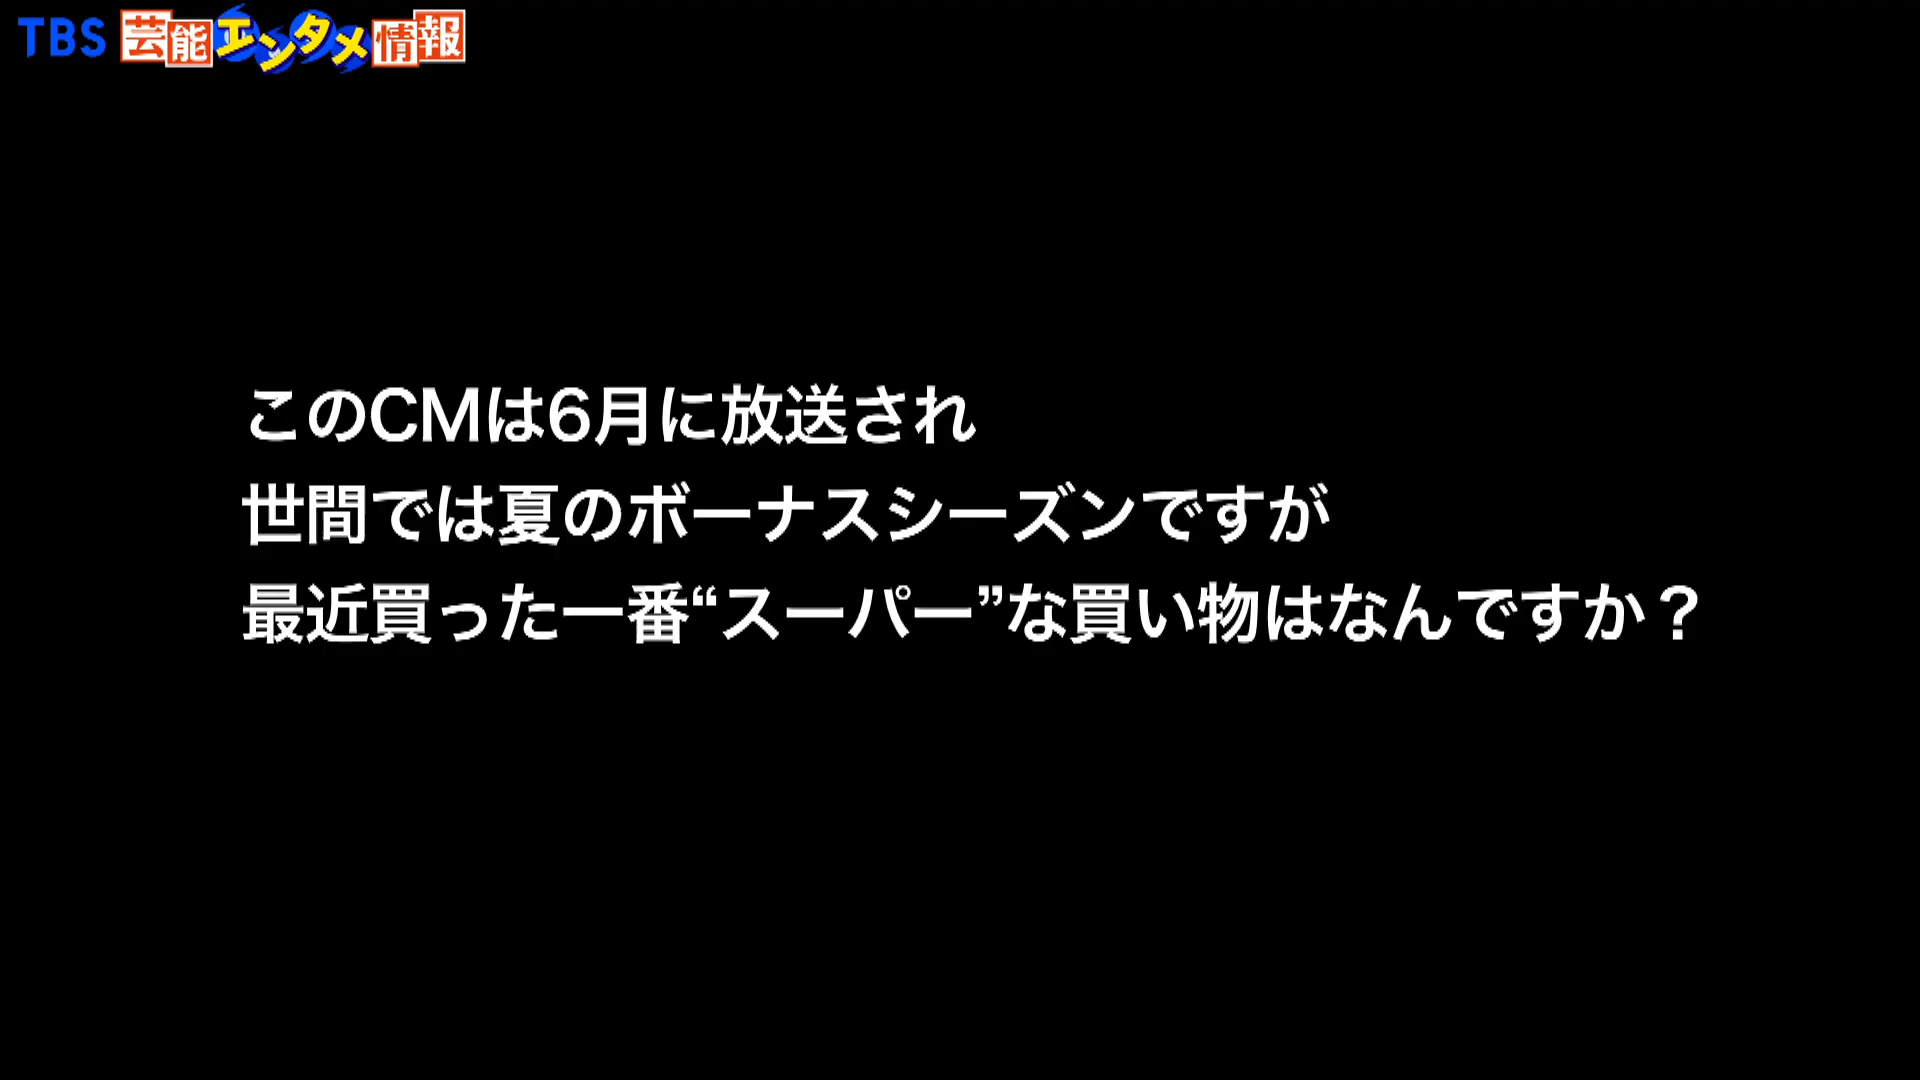 TBS 芸能エンタメ情報
このCMは6月に放送され
世間では夏のボーナスシーズンですが
最近買った一番“スーパー”な買い物はなんですか？